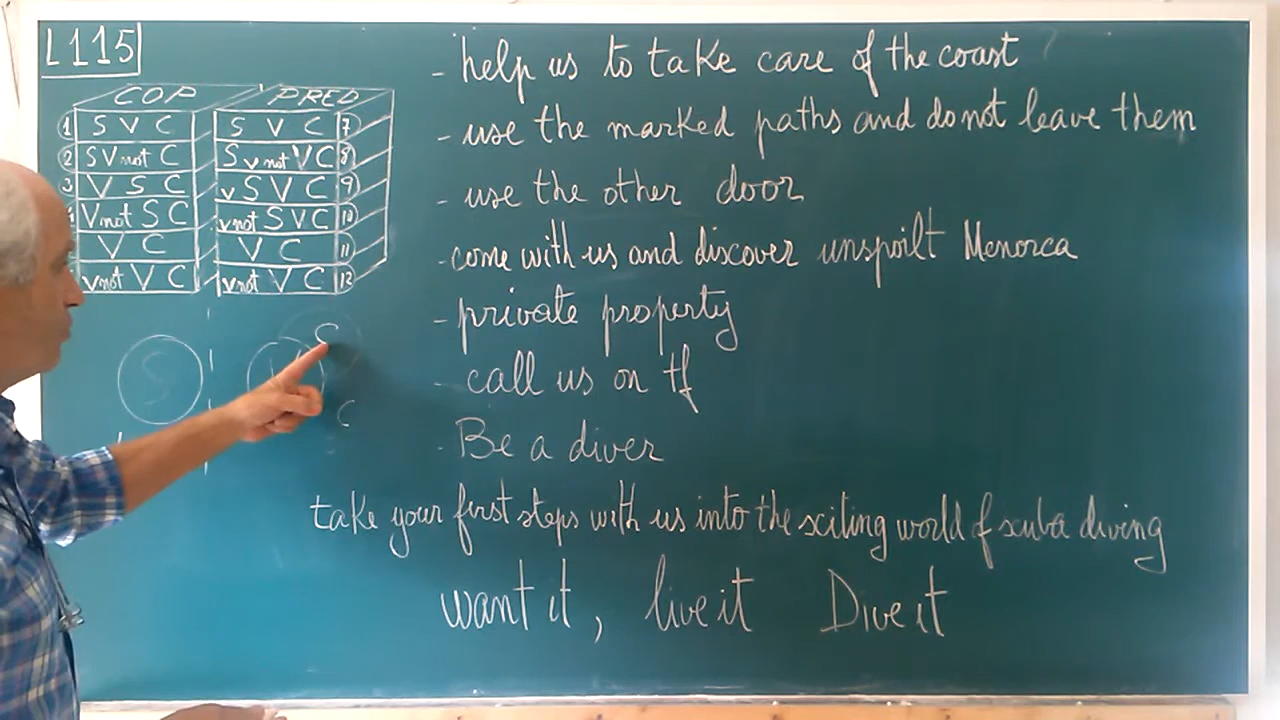 L115
COP PRED
1 S V C S V C 7
2 S V not C S v not V C 8
3 V S C v S V C 9
V not S C v not S V C 10
V C V C 11
v not V C v not V C 12
S C
C
- help us to take care of the coast
- use the marked paths and do not leave them
- use the other door
- come with us and discover unspoilt Menorca
- private property
- call us on tf
- Be a diver
take your first steps with us into the sciting world of scuba diving
want it, live it Dive it